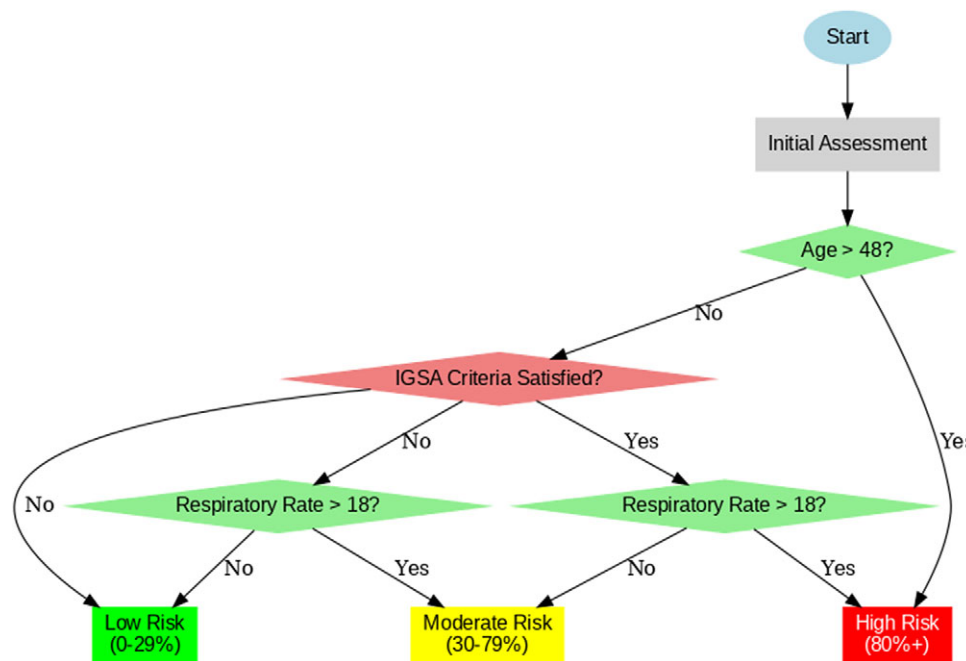 Start
Initial Assessment
Age > 48?
No
Yes
IGSA Criteria Satisfied?
No
No
Yes
Respiratory Rate > 18?
Respiratory Rate > 18?
No
Yes
No
Yes
Low Risk
(0-29%)
Moderate Risk
(30-79%)
High Risk
(80%+)